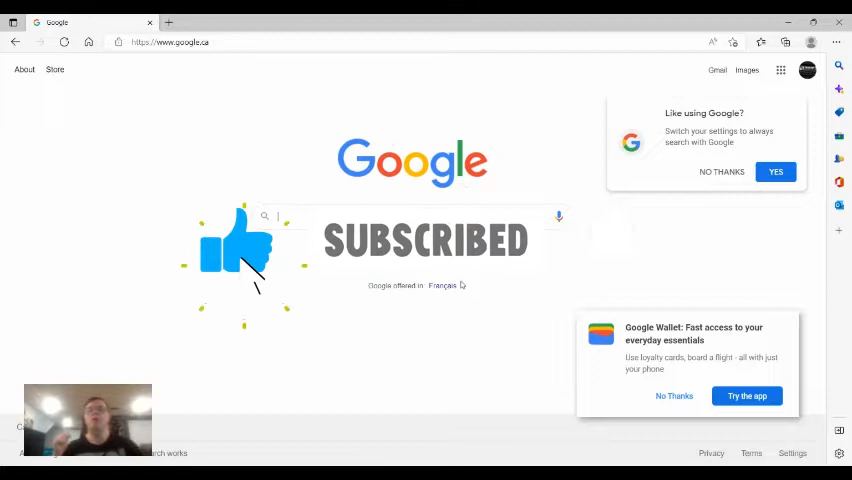 Google
https://www.google.ca
About Store
Gmail Images
Like using Google?
Switch your settings to always
search with Google
NO THANKS YES
Google
SUBSCRIBED
Google offered in: Français
Google Wallet: Fast access to your
everyday essentials
Use loyalty cards, board a flight - all with just
your phone
No Thanks Try the app
works
Privacy Terms Settings